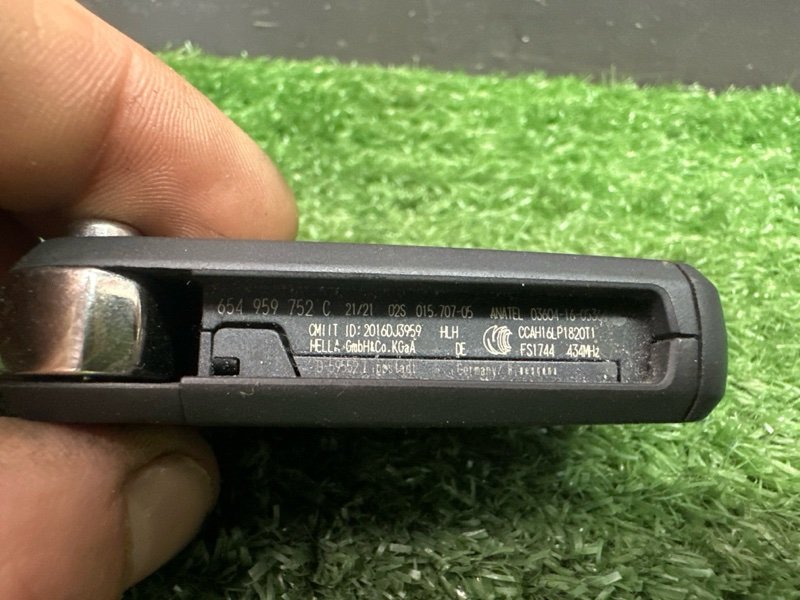 654 959 752 C 21/21 02S 015.707-05 ANATEL
CMIIT ID: 2016DJ3959 HLH CCAH16LP1820T1
HELLA GmbH&Co.KGaA DE FS1744 434MHz
Germany/